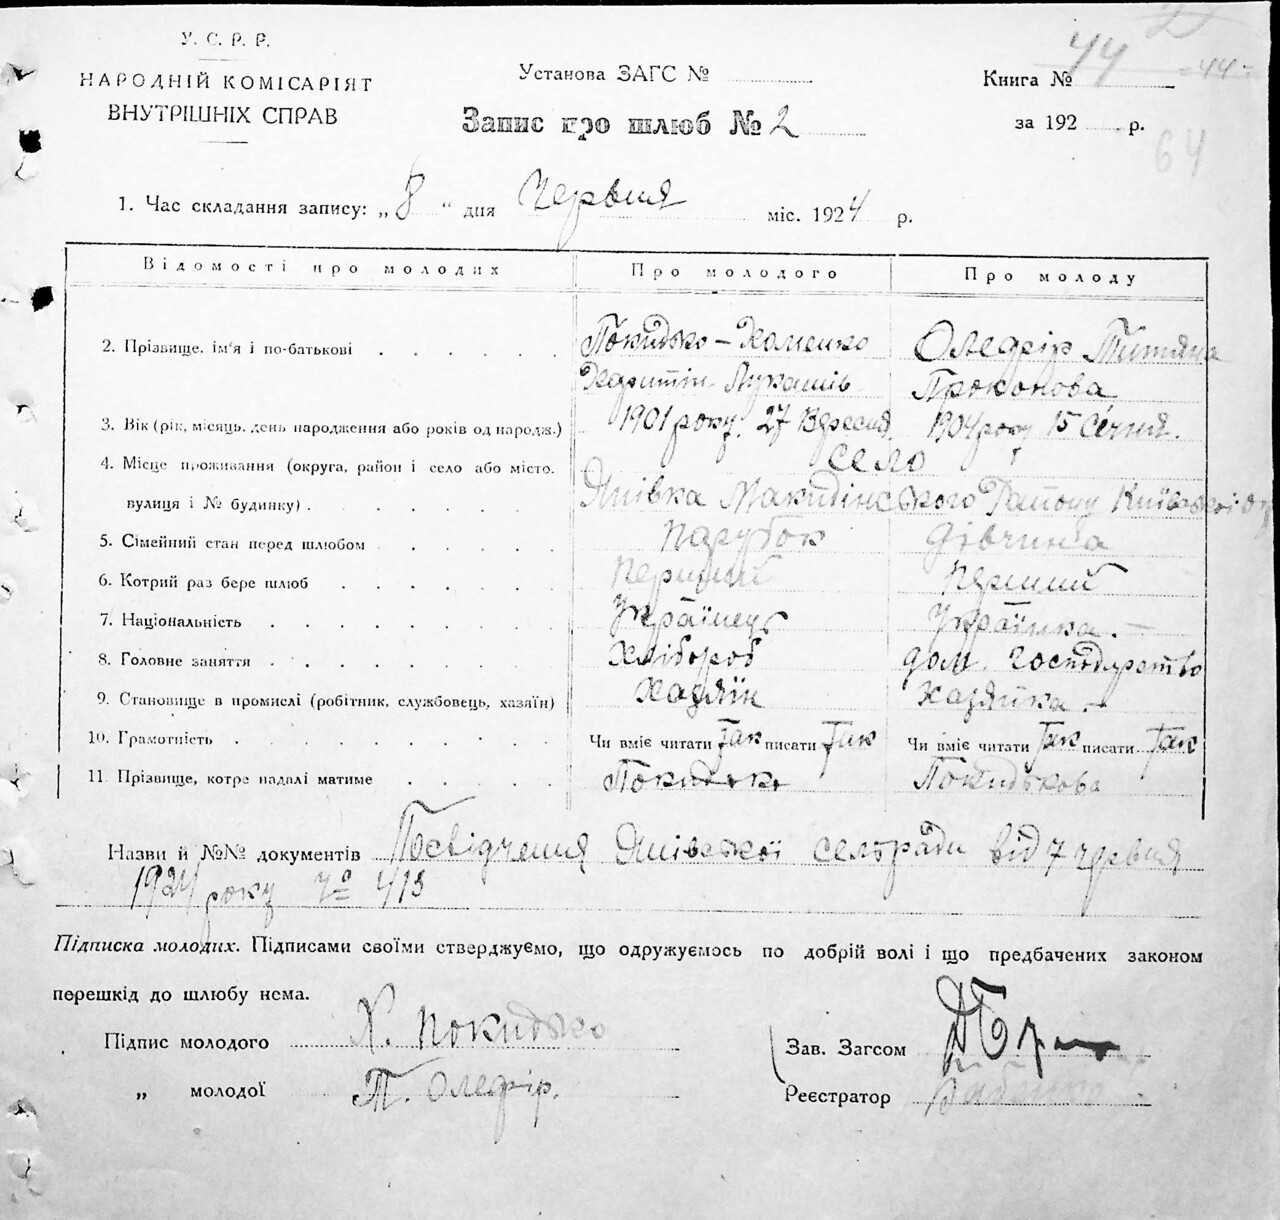 У. С. Р. Р.
НАРОДНІЙ КОМІСАРІЯТ
ВНУТРІШНІХ СПРАВ
Установа ЗАГС №
Запис про шлюб № 2
Книга № 44 =44=
за 192 р.
64
1. Час складання запису: „ 8 “ дня Червня міс. 1924 р.
Відомості про молодих Про молодого Про молоду
2. Прізвище, ім'я і по-батькові Покидько – Хоменко Олефір Титяна
Харитін Лукашів Проконова
3. Вік (рік, місяць, день народження або років од народж.) 1901 року. 27 Вересня 1904 року 15 Січня.
4. Місце проживання (округа, район і село або місто, село
вулиця і № будинку) Янівка Макидінського Району Київської
5. Сімейний стан перед шлюбом Парубок дівчина
6. Котрий раз бере шлюб Перший Перший
7. Національність Українець Українка. –
8. Головне заняття Хлібороб дом. господарство
9. Становище в промислі (робітник, службовець, хазяїн) Хазяїн Хазяйка. –
10. Грамотність Чи вміє читати Так писати Так Чи вміє читати Так писати Так
11. Прізвище, котре надалі матиме Покидько Покидькова
Назви й №№ документів Посвідчення Янівської сельради від 7 червня
1924 року № 413
Підписка молодих. Підписами своїми стверджуємо, що одружуємось по добрій волі і що предбачених законом
перешкід до шлюбу нема.
Підпис молодого Х. Покидько
„ молодої Т. Олефір.
Зав. Загсом
Реєстратор